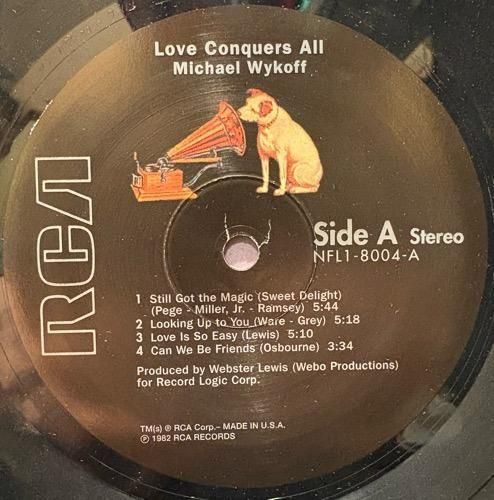 Love Conquers All
Michael Wykoff
RCA
Side A Stereo
NFL1-8004-A
1 Still Got the Magic (Sweet Delight)
(Pege - Miller, Jr. - Ramsey) 5:44
2 Looking Up to You (Ware - Grey) 5:18
3 Love Is So Easy (Lewis) 5:10
4 Can We Be Friends (Osbourne) 3:34
Produced by Webster Lewis (Webo Productions)
for Record Logic Corp.
TM(s) ® RCA Corp.– MADE IN U.S.A.
℗ 1982 RCA RECORDS